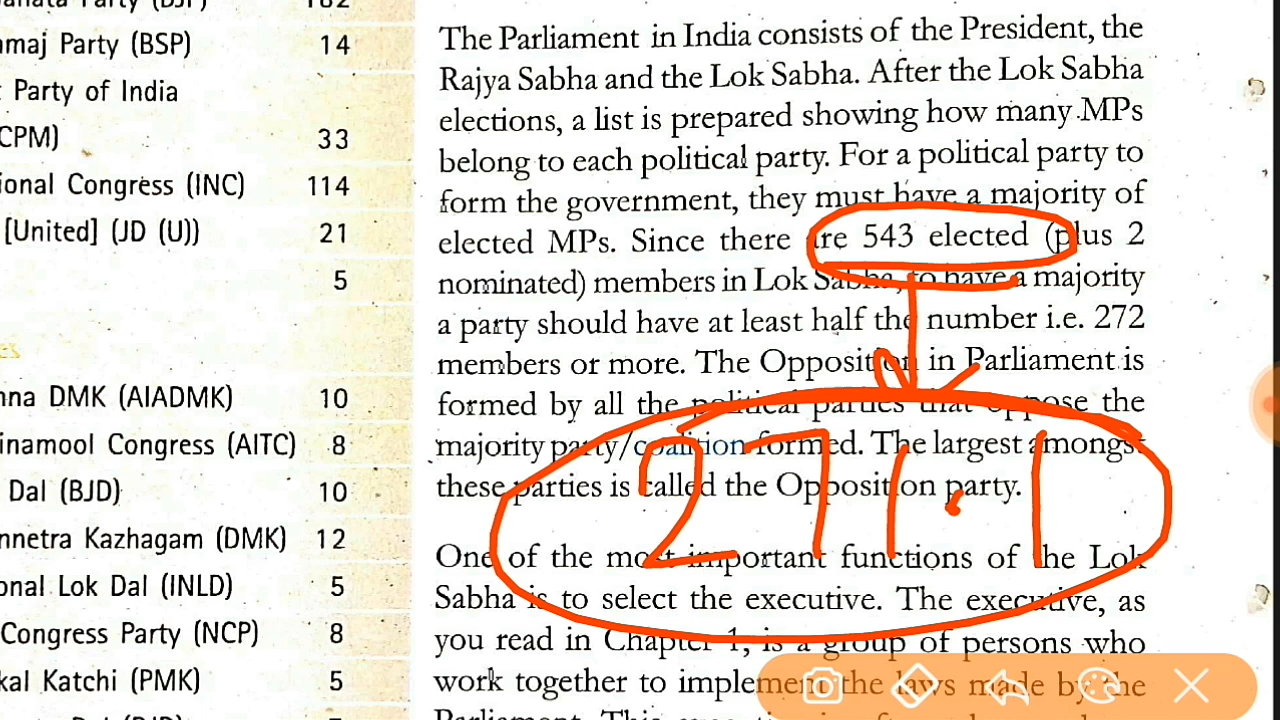 (BJP) 182
maj Party (BSP) 14
Party of India
CPM) 33
ional Congress (INC) 114
[United] (JD (U)) 21
5
nna DMK (AIADMK) 10
inamool Congress (AITC) 8
Dal (BJD) 10
nnetra Kazhagam (DMK) 12
onal Lok Dal (INLD) 5
Congress Party (NCP) 8
kal Katchi (PMK) 5
The Parliament in India consists of the President, the
Rajya Sabha and the Lok Sabha. After the Lok Sabha
elections, a list is prepared showing how many MPs
belong to each political party. For a political party to
form the government, they must have a majority of
elected MPs. Since there are 543 elected (plus 2
nominated) members in Lok Sabha, to have a majority
a party should have at least half the number i.e. 272
members or more. The Opposition in Parliament is
formed by all the political parties that oppose the
majority party/coalition formed. The largest amongst
these parties is called the Opposition party.
271.1
One of the most important functions of the Lok
Sabha is to select the executive. The executive, as
you read in Chapter 1, is a group of persons who
work together to implement the laws made by the
Parliament. This